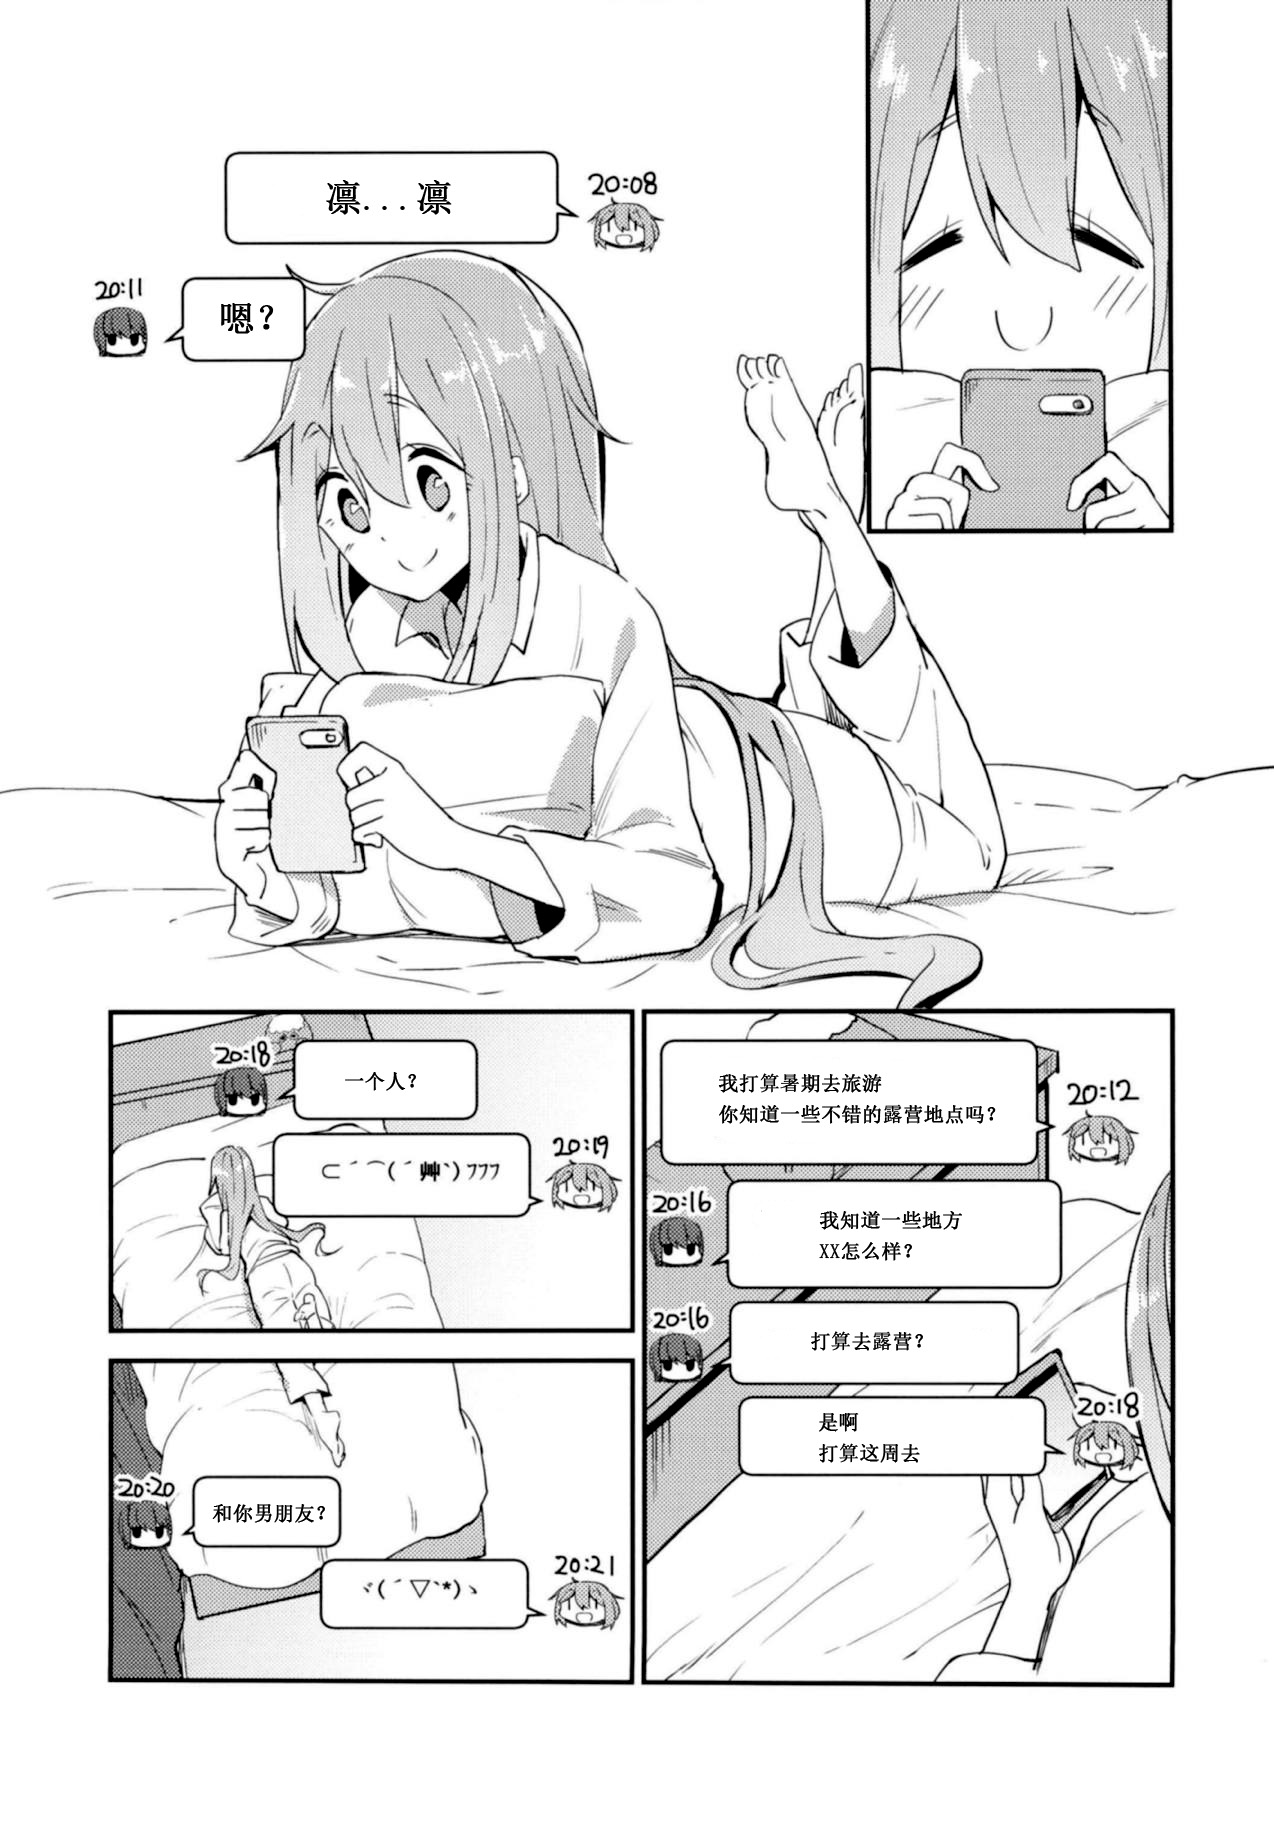 20:08
凛...凛
20:11
嗯？
我打算暑期去旅游
你知道一些不错的露营地点吗？
20:12
20:16
我知道一些地方
XX怎么样？
20:16
打算去露营？
是啊
打算这周去
20:18
20:18
一个人？
⊂´⌒(´艸`)ﾌﾌﾌ
20:19
20:20
和你男朋友？
ヾ(´▽`*)ゝ
20:21